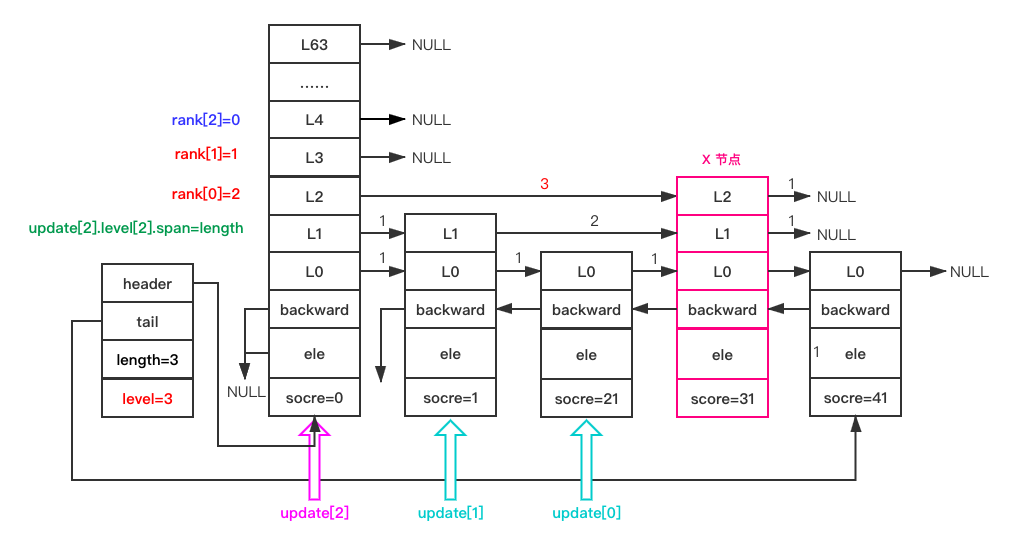 L63 NULL
......
rank[2]=0 L4 NULL
rank[1]=1 L3 NULL X 节点
rank[0]=2 L2 3 L2 1 NULL
update[2].level[2].span=length L1 1 L1 2 L1 1 NULL
header L0 1 L0 1 L0 1 L0 L0 NULL
tail backward backward backward backward backward
length=3 ele ele ele ele 1 ele
level=3 NULL socre=0 socre=1 socre=21 score=31 socre=41
update[2] update[1] update[0]